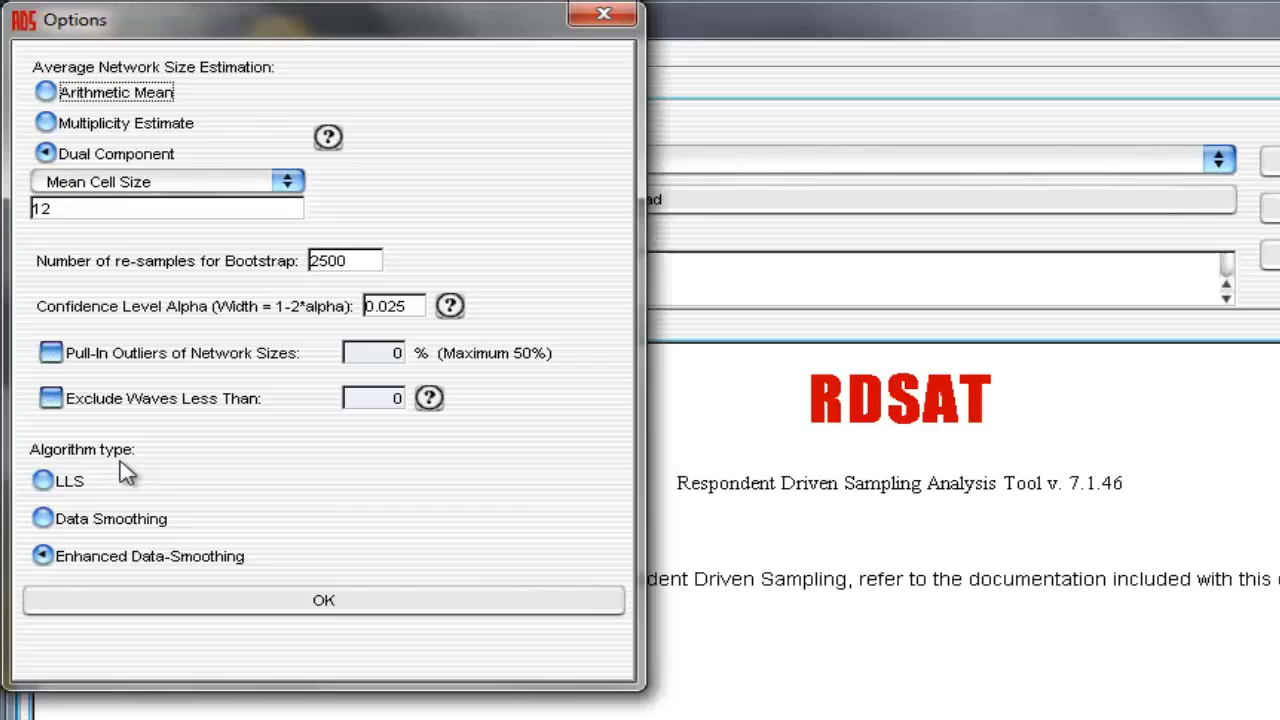 RDS Options
Average Network Size Estimation:
Arithmetic Mean
Multiplicity Estimate
?
Dual Component
Mean Cell Size
12
Number of re-samples for Bootstrap: 2500
Confidence Level Alpha (Width = 1-2*alpha): 0.025 ?
Pull-In Outliers of Network Sizes: 0 % (Maximum 50%)
Exclude Waves Less Than: 0 ?
Algorithm type:
LLS
Data Smoothing
Enhanced Data-Smoothing
OK
ad
RDSAT
Respondent Driven Sampling Analysis Tool v. 7.1.46
dent Driven Sampling, refer to the documentation included with this